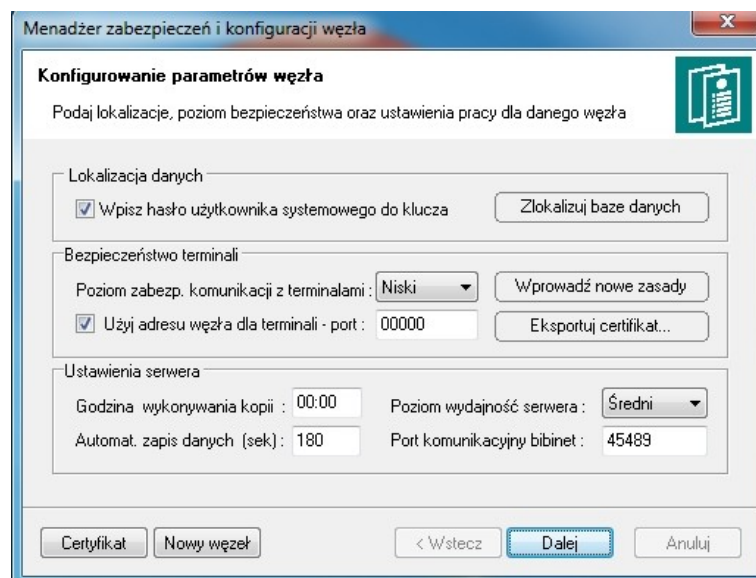 Menadżer zabezpieczeń i konfiguracji węzła
Konfigurowanie parametrów węzła
Podaj lokalizacje, poziom bezpieczeństwa oraz ustawienia pracy dla danego węzła
Lokalizacja danych
Wpisz hasło użytkownika systemowego do klucza
Zlokalizuj baze danych
Bezpieczeństwo terminali
Poziom zabezp. komunikacji z terminalami : Niski
Wprowadź nowe zasady
Użyj adresu węzła dla terminali - port : 00000
Eksportuj certifikat...
Ustawienia serwera
Godzina wykonywania kopii : 00:00 Poziom wydajność serwera : Średni
Automat. zapis danych (sek) : 180 Port komunikacyjny bibinet : 45489
Certyfikat Nowy węzeł < Wstecz Dalej Anuluj